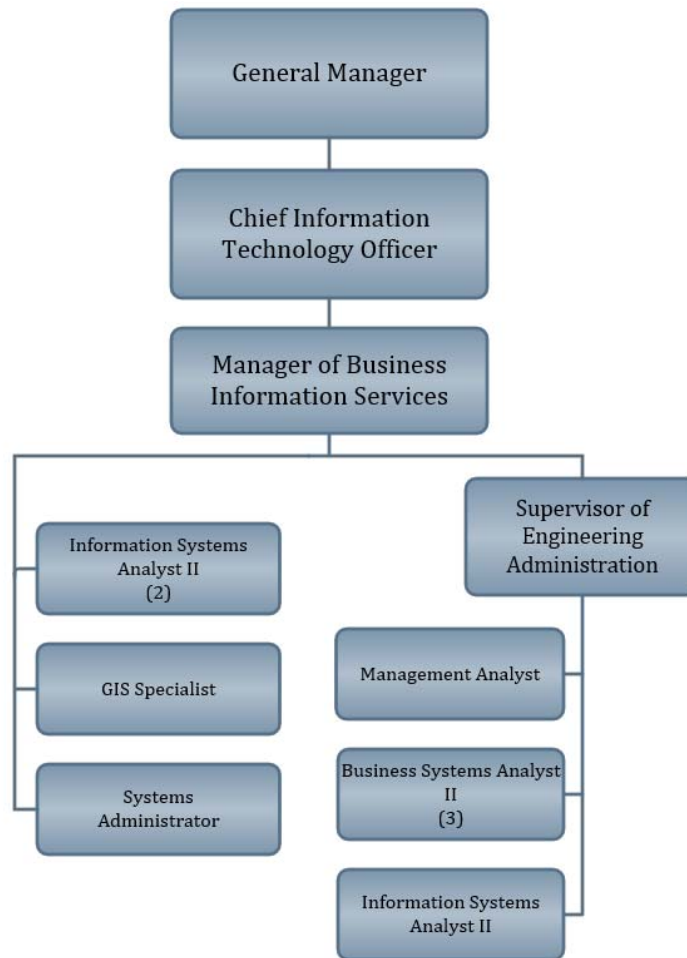 General Manager
Chief Information
Technology Officer
Manager of Business
Information Services
Information Systems
Analyst II
(2)
GIS Specialist
Systems
Administrator
Supervisor of
Engineering
Administration
Management Analyst
Business Systems Analyst
II
(3)
Information Systems
Analyst II